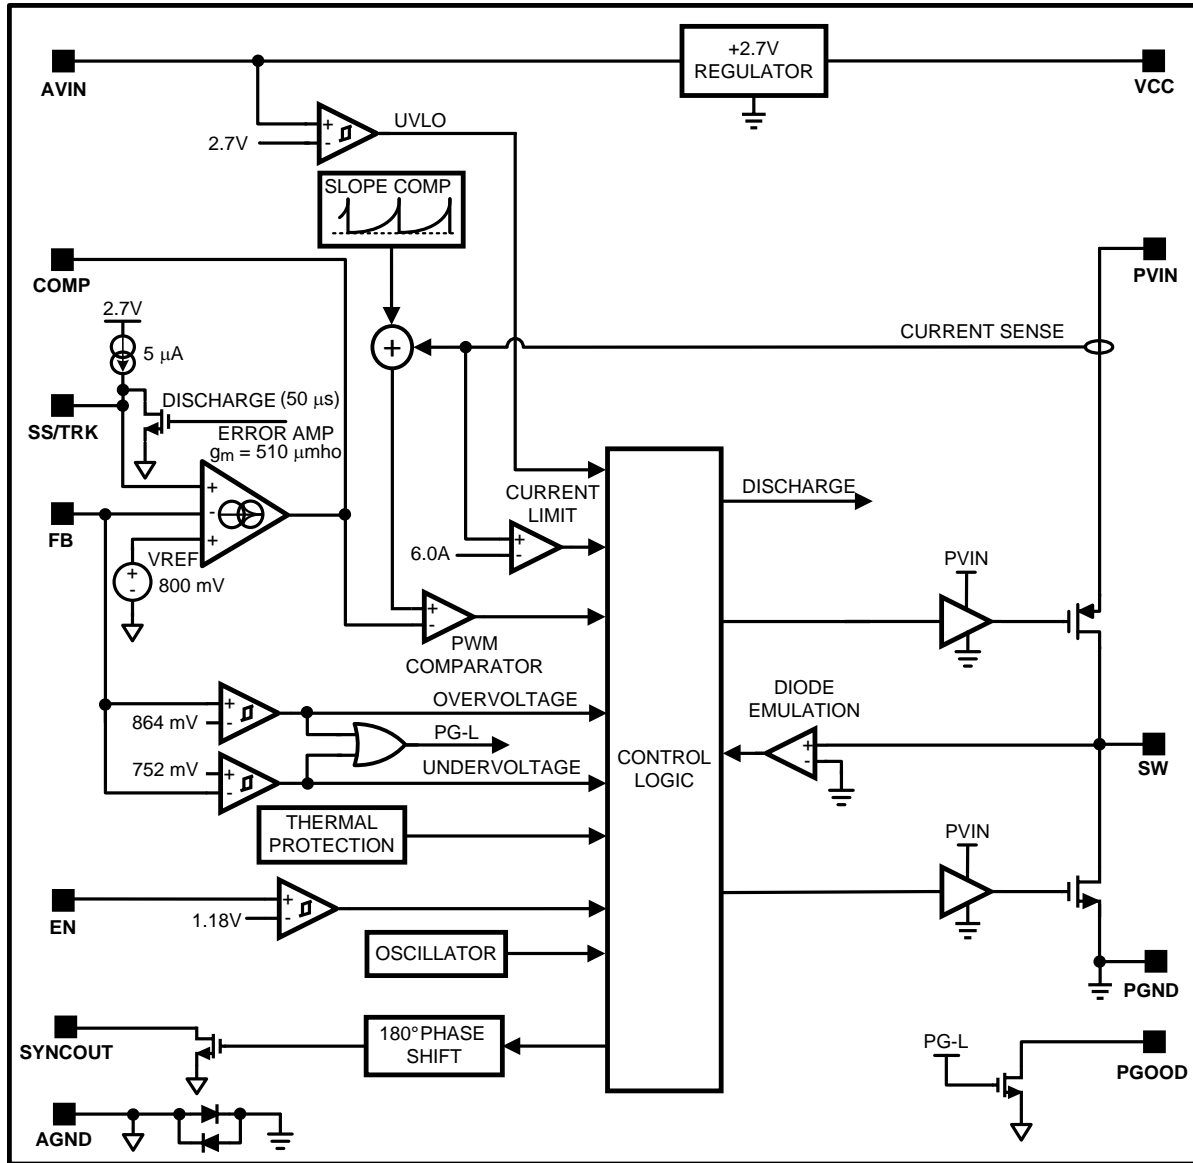 +2.7V
REGULATOR
AVIN
VCC
UVLO
+
-
2.7V
SLOPE COMP
COMP
PVIN
2.7V
5 μA
+
CURRENT SENSE
DISCHARGE (50 μs)
SS/TRK
ERROR AMP
gm = 510 μmho
+
-
+
FB
VREF
+
-
800 mV
CURRENT
LIMIT
+
-
6.0A
DISCHARGE
PVIN
+
-
PWM
COMPARATOR
OVERVOLTAGE
+
-
864 mV
PG-L
752 mV
+
-
UNDERVOLTAGE
CONTROL
LOGIC
DIODE
EMULATION
+
-
SW
THERMAL
PROTECTION
PVIN
EN
+
-
1.18V
OSCILLATOR
PGND
SYNCOUT
180° PHASE
SHIFT
PG-L
PGOOD
AGND